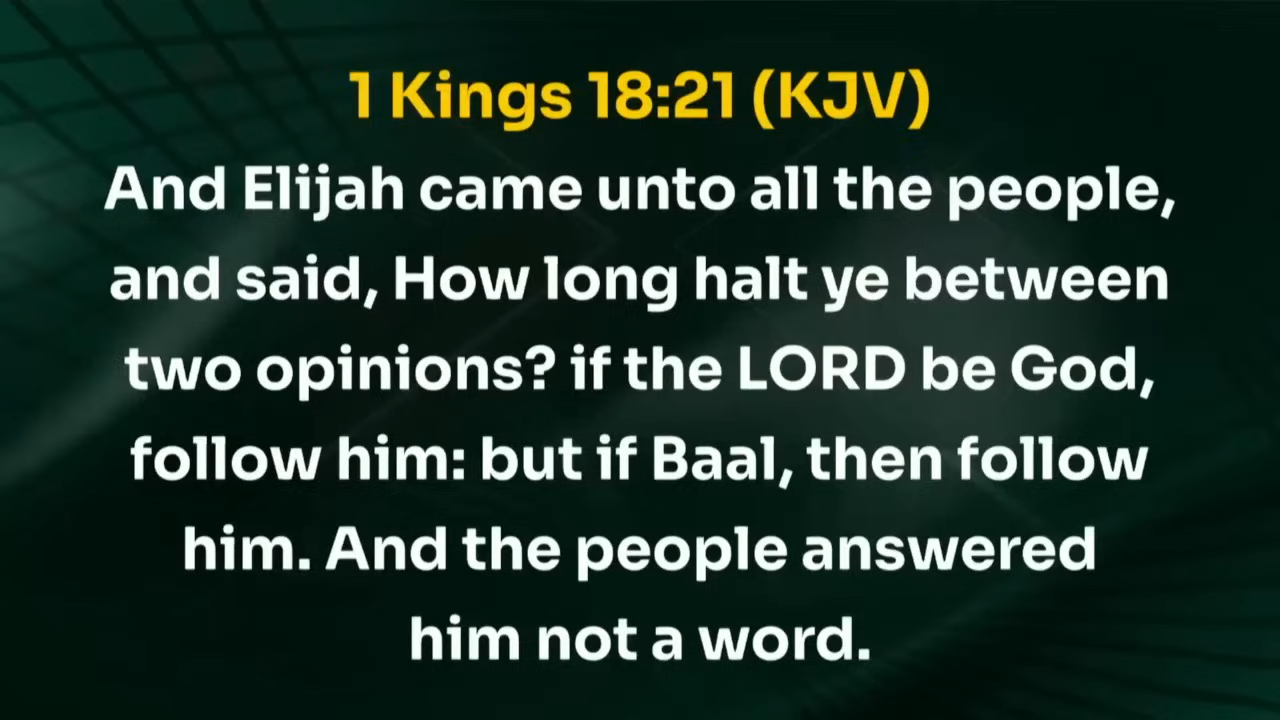 1 Kings 18:21 (KJV)
And Elijah came unto all the people,
and said, How long halt ye between
two opinions? if the LORD be God,
follow him: but if Baal, then follow
him. And the people answered
him not a word.